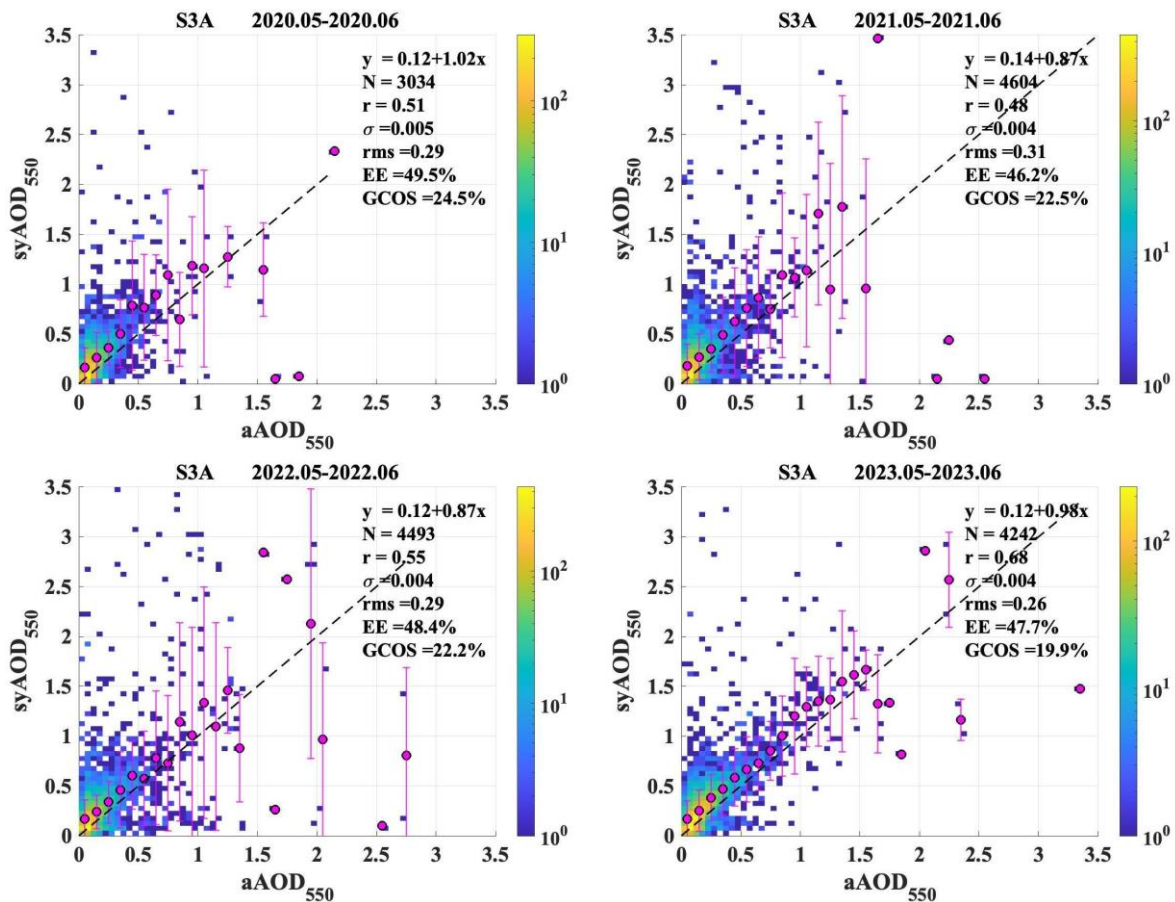 S3A 2020.05-2020.06
3.5
3
2.5
2
1.5
1
0.5
0
syAOD550
y = 0.12+1.02x
N = 3034
r = 0.51
σ =0.005
rms =0.29
EE =49.5%
GCOS =24.5%
0 0.5 1 1.5 2 2.5 3 3.5
aAOD550
10^2
10^1
10^0
S3A 2021.05-2021.06
3.5
3
2.5
2
1.5
1
0.5
0
syAOD550
y = 0.14+0.87x
N = 4604
r = 0.48
σ =0.004
rms =0.31
EE =46.2%
GCOS =22.5%
0 0.5 1 1.5 2 2.5 3 3.5
aAOD550
10^2
10^1
10^0
S3A 2022.05-2022.06
3.5
3
2.5
2
1.5
1
0.5
0
syAOD550
y = 0.12+0.87x
N = 4493
r = 0.55
σ =0.004
rms =0.29
EE =48.4%
GCOS =22.2%
0 0.5 1 1.5 2 2.5 3 3.5
aAOD550
10^2
10^1
10^0
S3A 2023.05-2023.06
3.5
3
2.5
2
1.5
1
0.5
0
syAOD550
y = 0.12+0.98x
N = 4242
r = 0.68
σ =0.004
rms =0.26
EE =47.7%
GCOS =19.9%
0 0.5 1 1.5 2 2.5 3 3.5
aAOD550
10^2
10^1
10^0